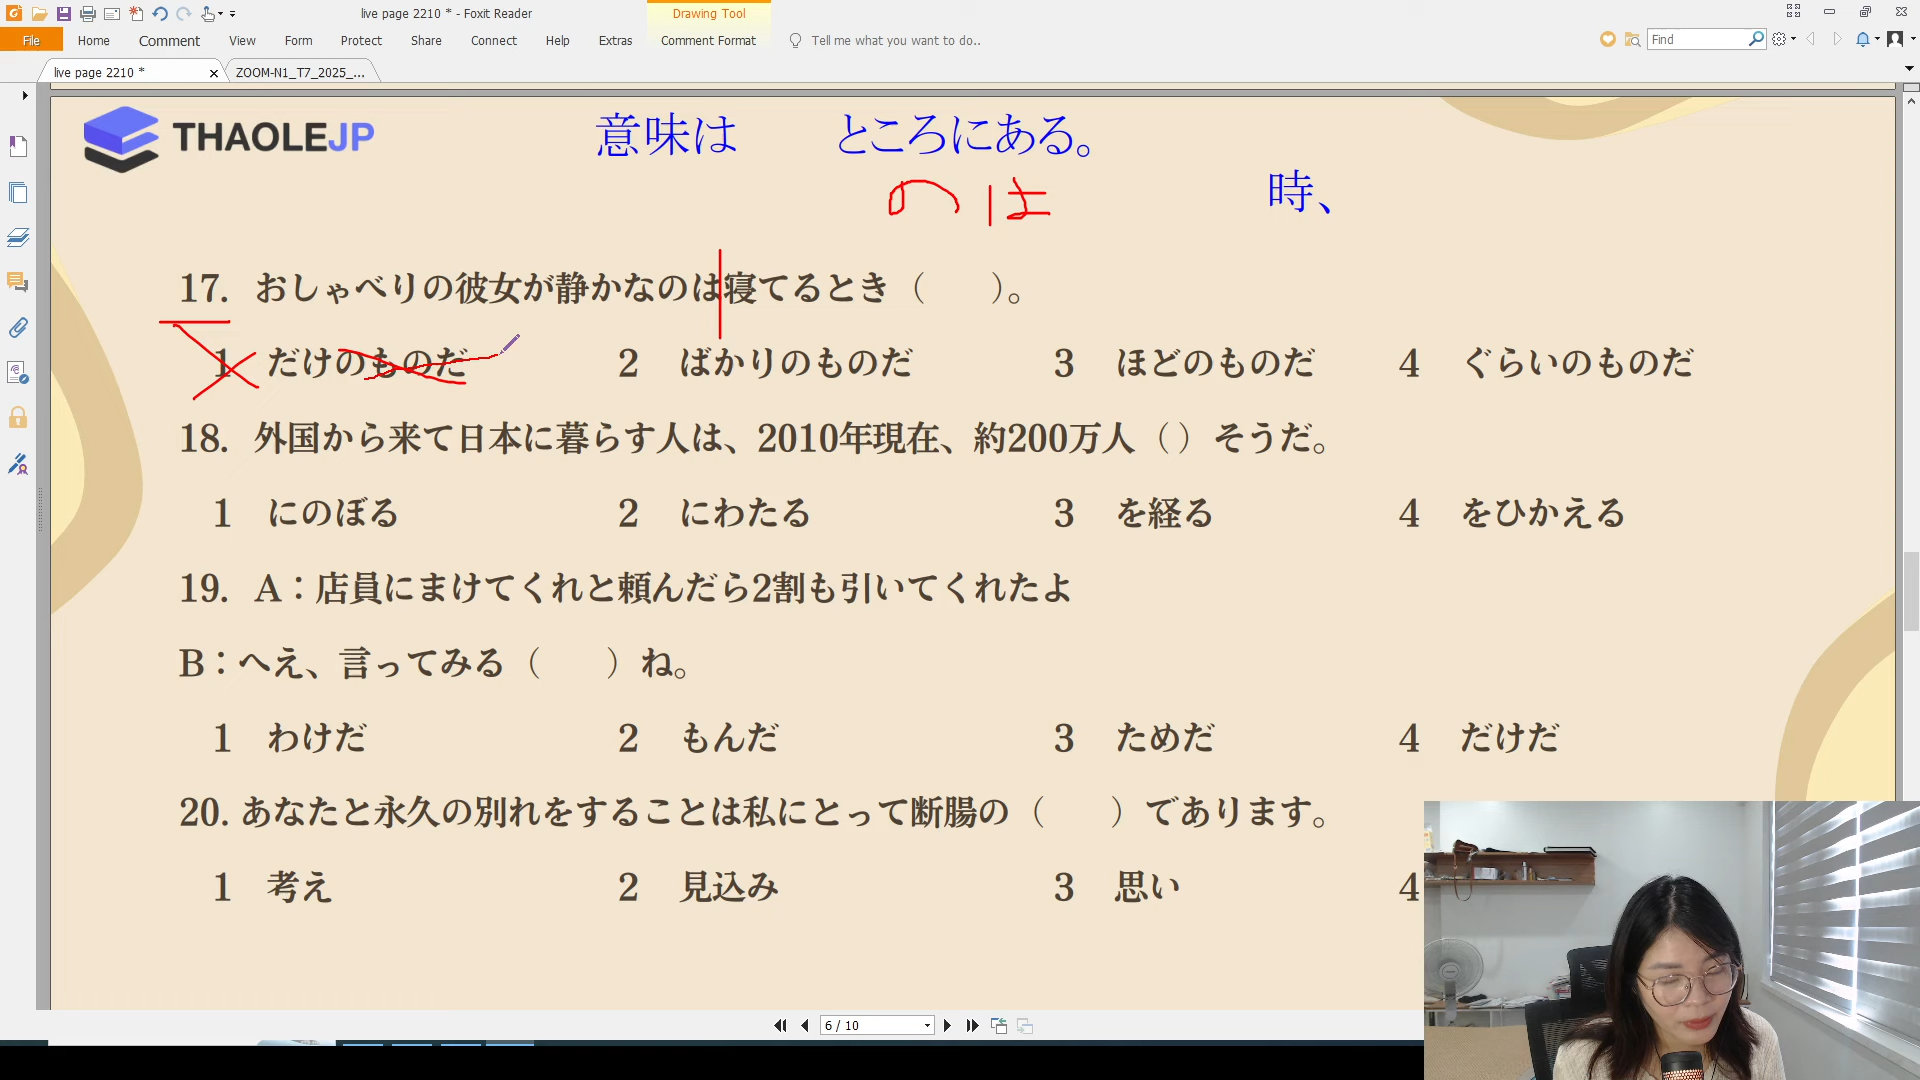 live page 2210 * - Foxit Reader
Drawing Tool
File Home Comment View Form Protect Share Connect Help Extras Comment Format Tell me what you want to do.. Find
live page 2210 * ZOOM-N1_T7_2025_...
THAOLEJP
意味は ところにある。
のは
時、
17. おしゃべりの彼女が静かなのは寝てるとき（ ）。
1 だけのものだ 2 ばかりのものだ 3 ほどのものだ 4 ぐらいのものだ
18. 外国から来て日本に暮らす人は、2010年現在、約200万人（ ）そうだ。
1 にのぼる 2 にわたる 3 を経る 4 をひかえる
19. A：店員にまけてくれと頼んだら2割も引いてくれたよ
B：へえ、言ってみる（ ）ね。
1 わけだ 2 もんだ 3 ためだ 4 だけだ
20. あなたと永久の別れをすることは私にとって断腸の（ ）であります。
1 考え 2 見込み 3 思い 4
6 / 10